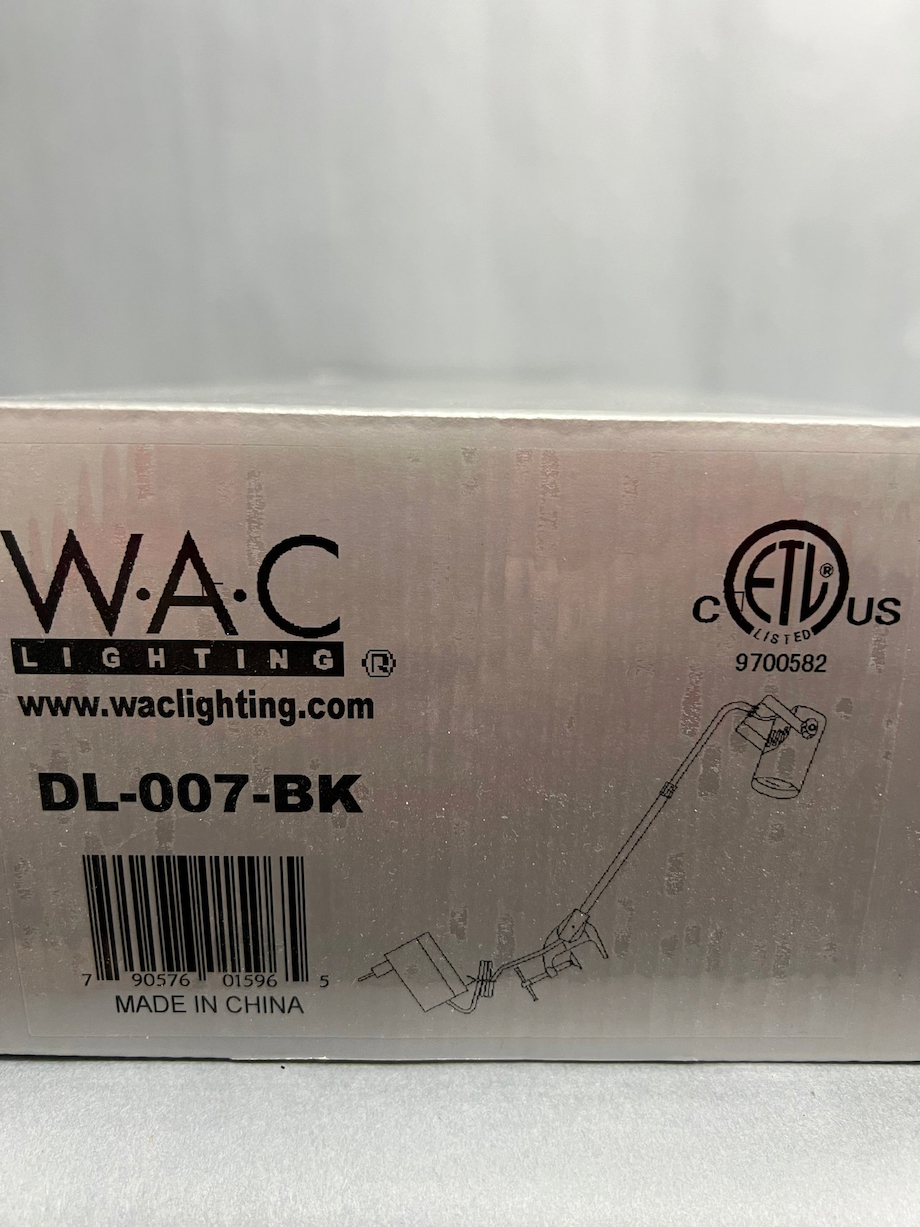 W·A·C
LIGHTING ®
www.waclighting.com
DL-007-BK
7 90576 01596 5
MADE IN CHINA
C ETL ® US
LISTED
9700582